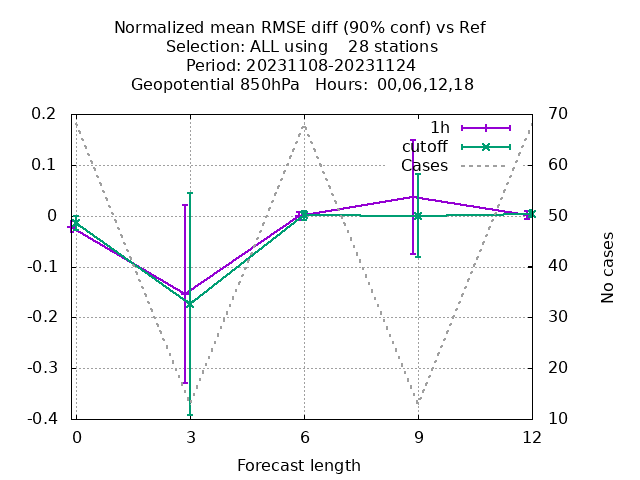 Normalized mean RMSE diff (90% conf) vs Ref
Selection: ALL using    28 stations
Period: 20231108-20231124
Geopotential 850hPa   Hours:  00,06,12,18
0.2
0.1
0
-0.1
-0.2
-0.3
-0.4
70
60
50
40
30
20
10
1h
cutoff
Cases
No cases
0 3 6 9 12
Forecast length